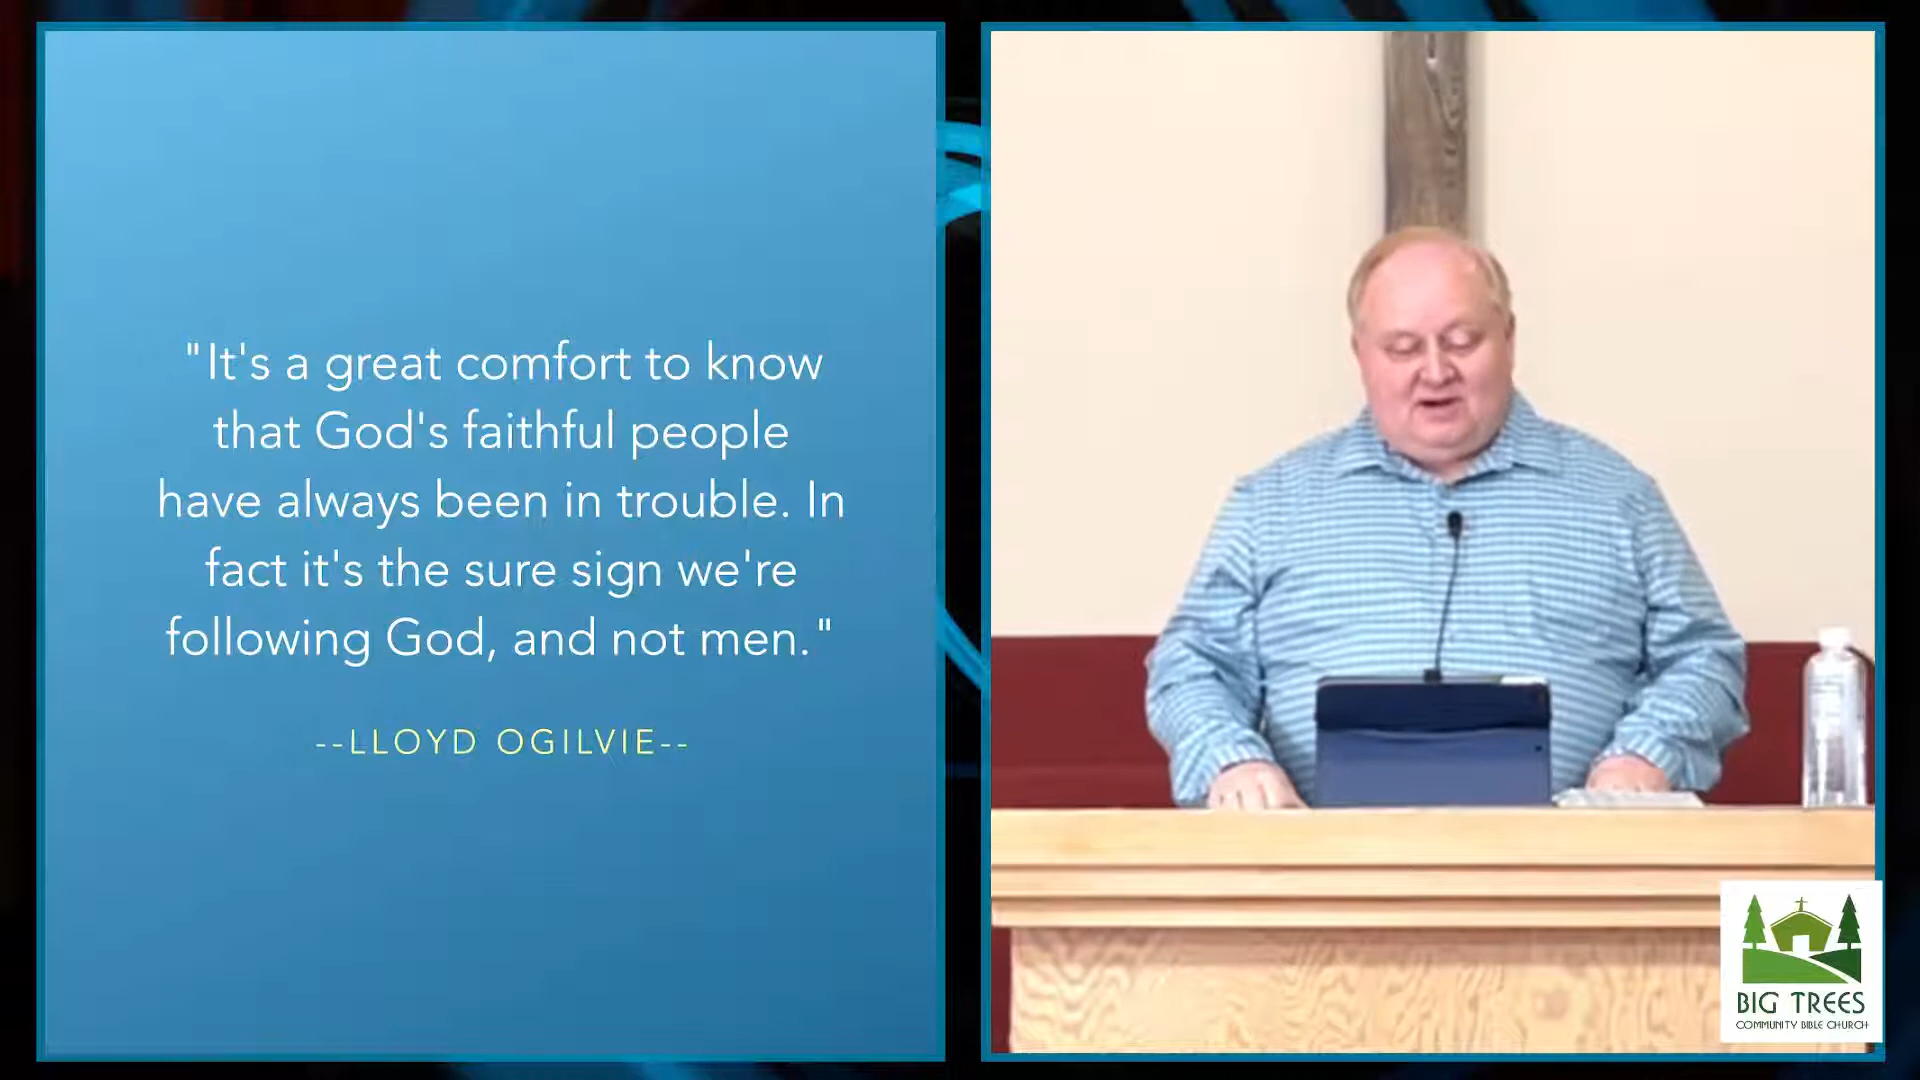 "It's a great comfort to know
that God's faithful people
have always been in trouble. In
fact it's the sure sign we're
following God, and not men."
--LLOYD OGILVIE--
BIG TREES
COMMUNITY BIBLE CHURCH